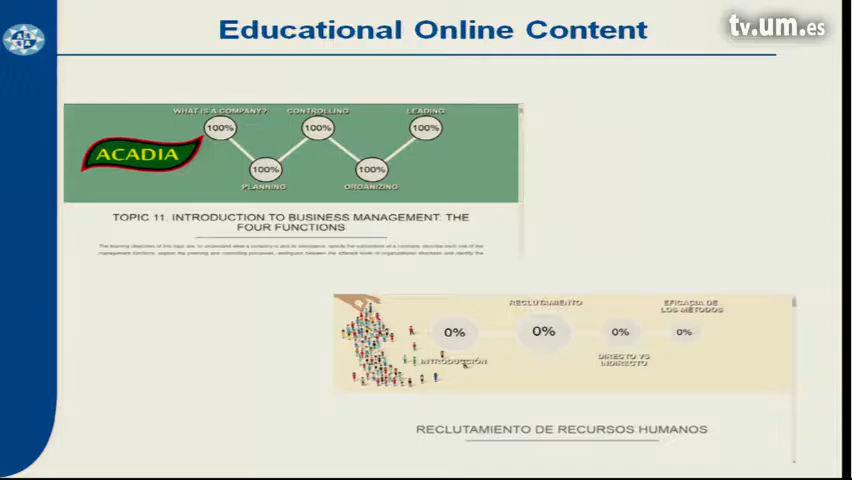 Educational Online Content
tv.um.es
WHAT IS A COMPANY?
CONTROLLING
LEADING
100%
100%
100%
ACADIA
100%
100%
PLANNING
ORGANIZING
TOPIC 11. INTRODUCTION TO BUSINESS MANAGEMENT: THE
FOUR FUNCTIONS
RECLUTAMIENTO
EFICACIA DE
LOS MÉTODOS
0%
0%
0%
0%
INTRODUCCIÓN
DIRECTO VS
INDIRECTO
RECLUTAMIENTO DE RECURSOS HUMANOS